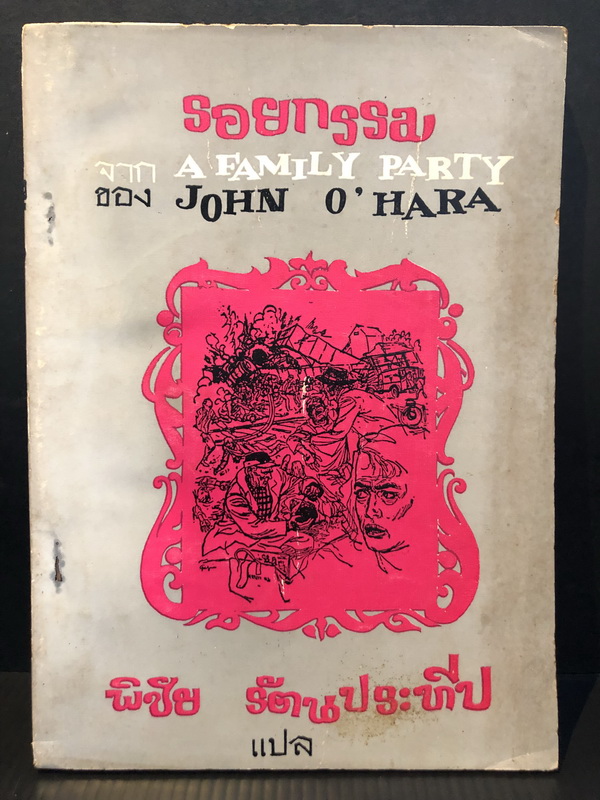 รอยกรรม
จาก A FAMILY PARTY
ของ JOHN O'HARA
พิชัย รัตนประทีป
แปล